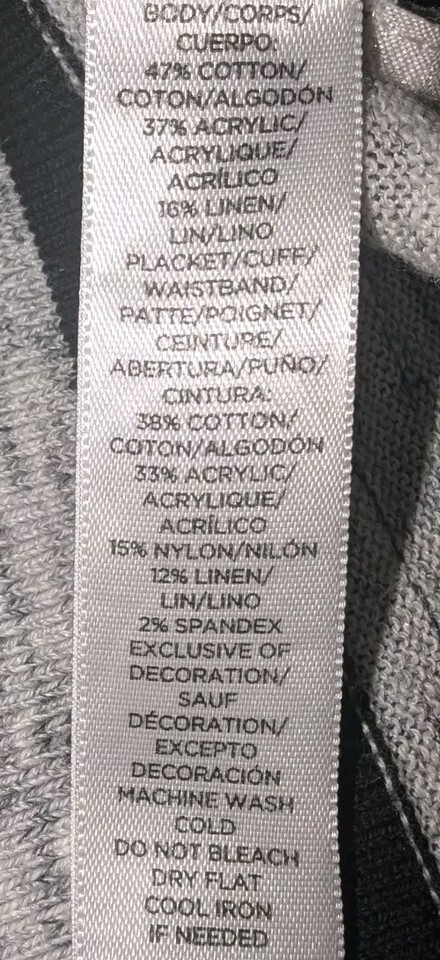 BODY/CORPS/
CUERPO:
47% COTTON/
COTON/ALGODÓN
37% ACRYLIC/
ACRYLIQUE/
ACRÍLICO
16% LINEN/
LIN/LINO
PLACKET/CUFF/
WAISTBAND/
PATTE/POIGNET/
CEINTURE/
ABERTURA/PUÑO/
CINTURA:
38% COTTON/
COTON/ALGODÓN
33% ACRYLIC/
ACRYLIQUE/
ACRÍLICO
15% NYLON/NILÓN
12% LINEN/
LIN/LINO
2% SPANDEX
EXCLUSIVE OF
DECORATION/
SAUF
DÉCORATION/
EXCEPTO
DECORACIÓN
MACHINE WASH
COLD
DO NOT BLEACH
DRY FLAT
COOL IRON
IF NEEDED